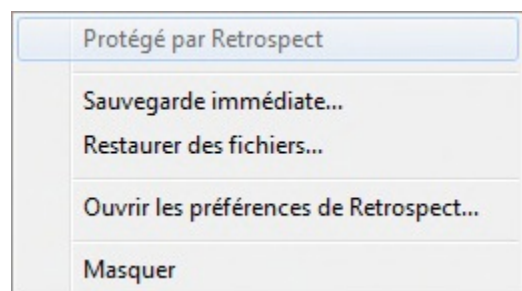 Protégé par Retrospect
Sauvegarde immédiate...
Restaurer des fichiers...
Ouvrir les préférences de Retrospect...
Masquer